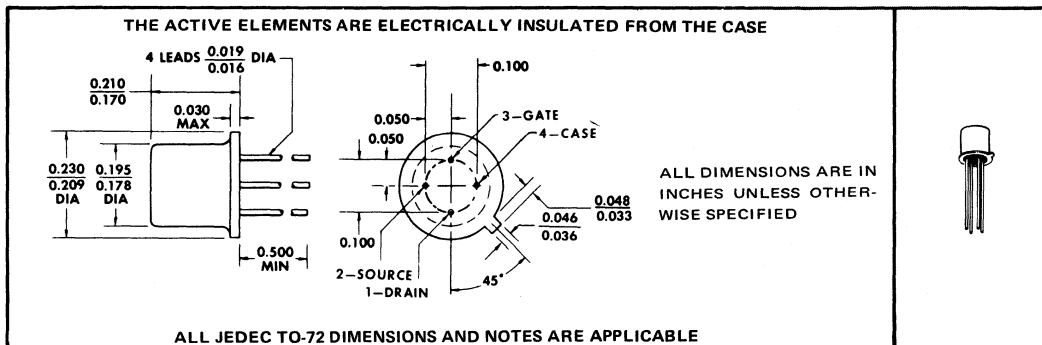 THE ACTIVE ELEMENTS ARE ELECTRICALLY INSULATED FROM THE CASE
4 LEADS 0.019/0.016 DIA
0.100
0.210
0.170
0.030
MAX
0.050
0.050
3–GATE
4–CASE
0.230
0.209
DIA
0.195
0.178
DIA
ALL DIMENSIONS ARE IN
INCHES UNLESS OTHER-
WISE SPECIFIED
0.048
0.033
0.046
0.036
0.100
0.500
MIN
2–SOURCE
1–DRAIN
45°
ALL JEDEC TO-72 DIMENSIONS AND NOTES ARE APPLICABLE